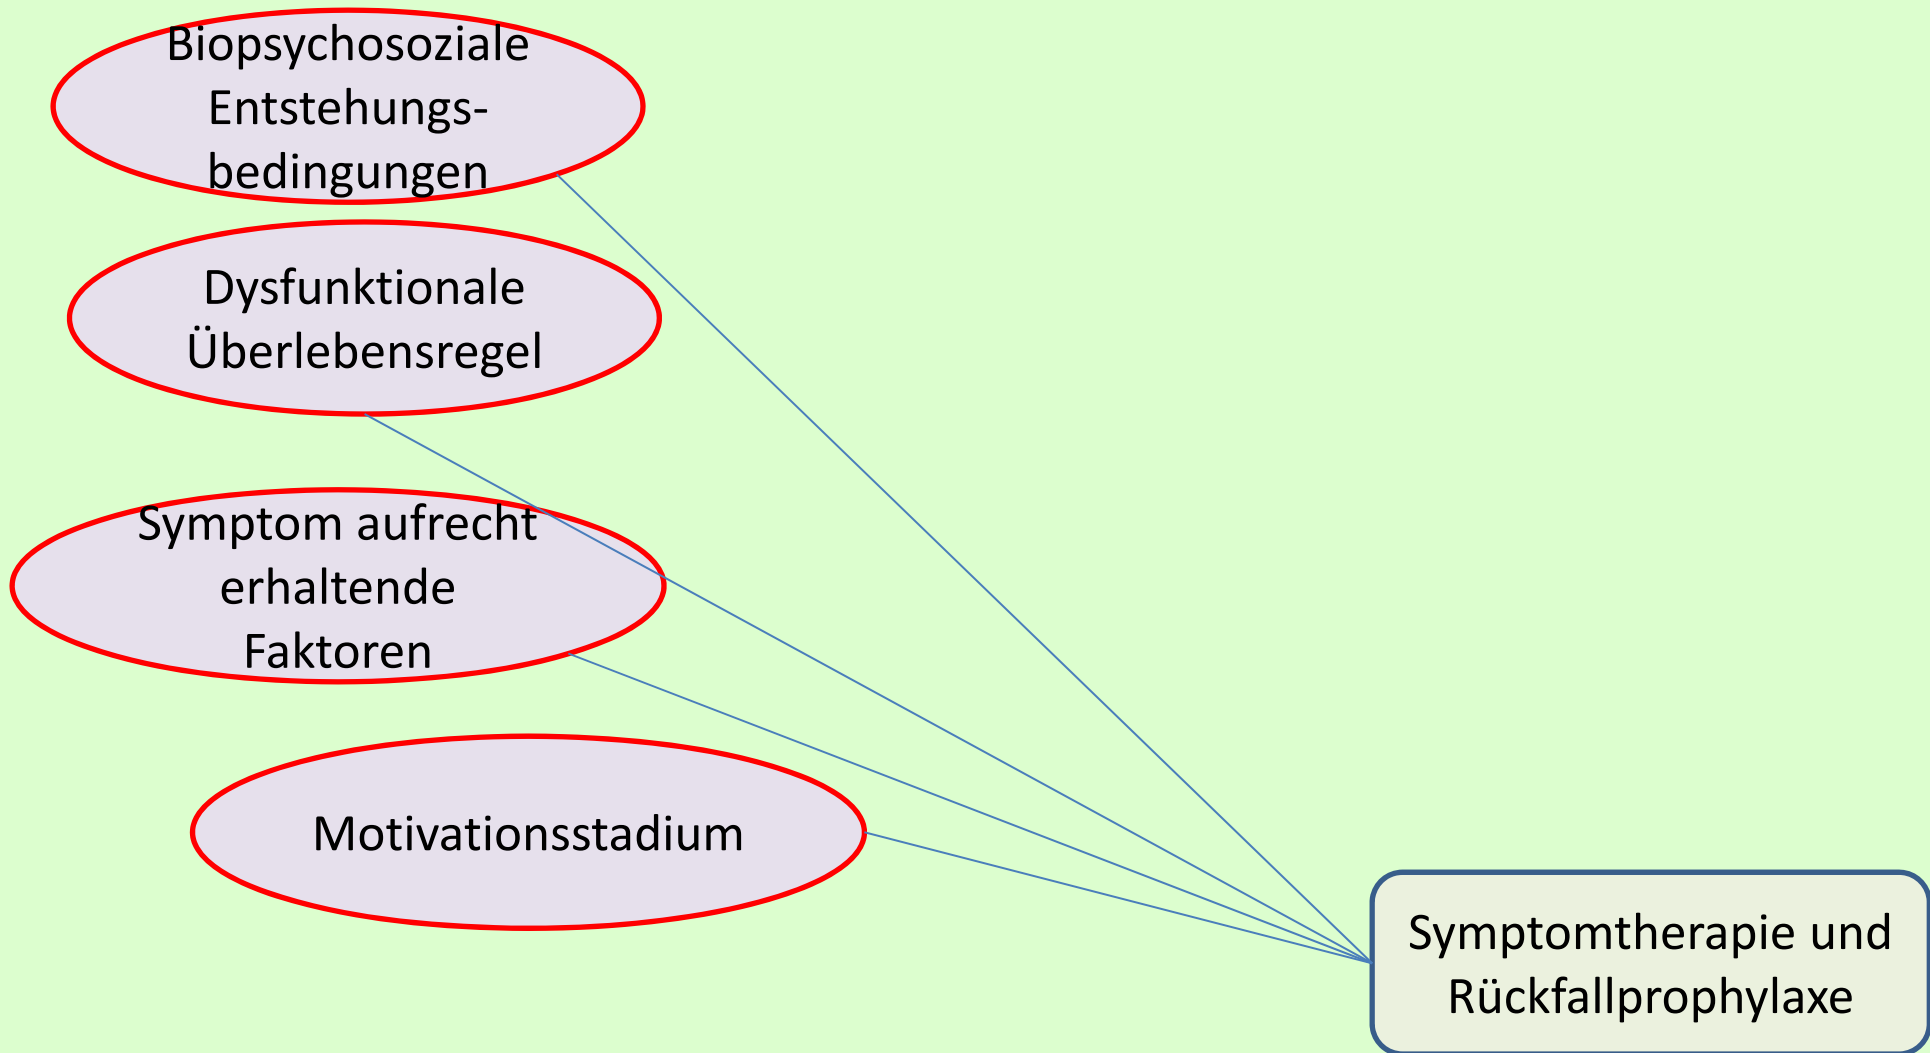 Biopsychosoziale
Entstehungs-
bedingungen
Dysfunktionale
Überlebensregel
Symptom aufrecht
erhaltende
Faktoren
Motivationsstadium
Symptomtherapie und
Rückfallprophylaxe